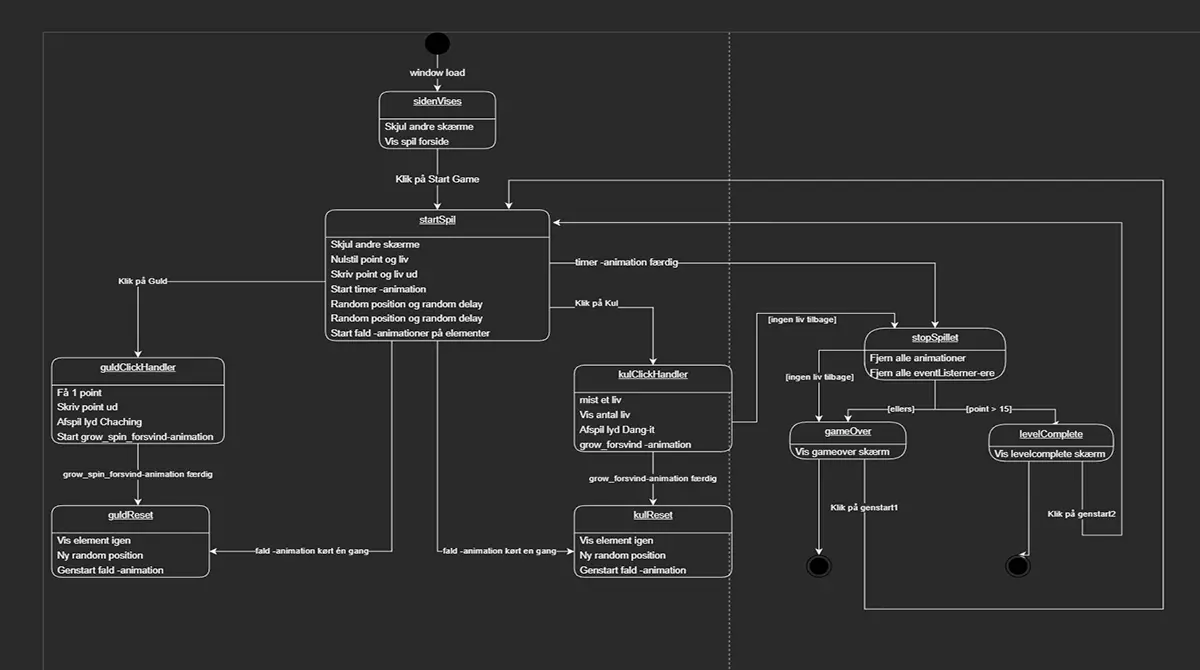 window load
sidenVises
Skjul andre skærme
Vis spil forside
Klik på Start Game
startSpil
Skjul andre skærme
Nulstil point og liv
Skriv point og liv ud
Start timer -animation
Random position og random delay
Random position og random delay
Start fald -animationer på elementer
Klik på Guld
guldClickHandler
Få 1 point
Skriv point ud
Afspil lyd Chaching
Start grow_spin_forsvind-animation
grow_spin_forsvind-animation færdig
guldReset
Vis element igen
Ny random position
Genstart fald -animation
fald -animation kørt én gang
fald -animation kørt en gang
Klik på Kul
kulClickHandler
mist et liv
Vis antal liv
Afspil lyd Dang-it
grow_forsvind -animation
grow_forsvind-animation færdig
kulReset
Vis element igen
Ny random position
Genstart fald -animation
timer -animation færdig
[ingen liv tilbage]
stopSpillet
Fjern alle animationer
Fjern alle eventListerner-ere
[ingen liv tilbage]
[ellers]
[point > 15]
gameOver
Vis gameover skærm
levelComplete
Vis levelcomplete skærm
Klik på genstart1
Klik på genstart2